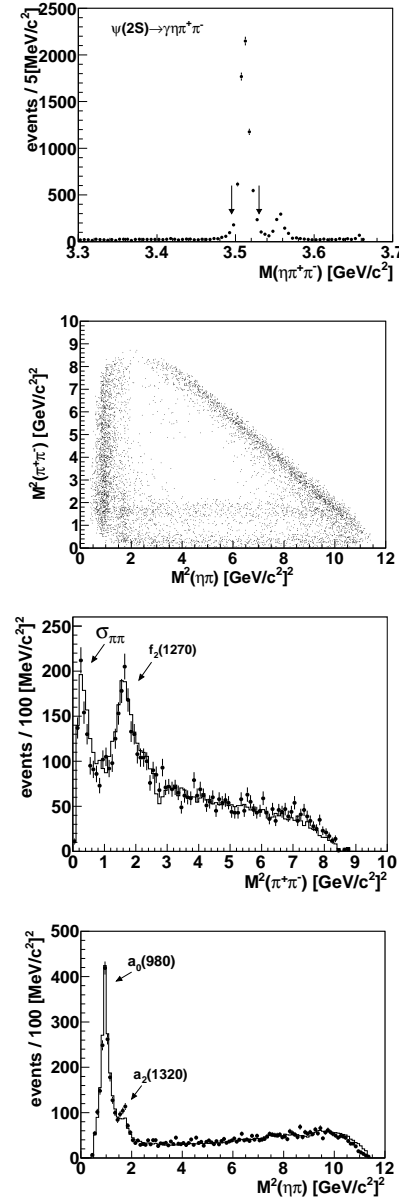 events / 5[MeV/c²]
2500
2000
1500
1000
500
0
ψ(2S)→γηπ⁺π⁻
3.3 3.4 3.5 3.6 3.7
M(ηπ⁺π⁻) [GeV/c²]
M²(π⁺π⁻) [GeV/c²]²
10
9
8
7
6
5
4
3
2
1
0
0 2 4 6 8 10 12
M²(ηπ) [GeV/c²]²
events / 100 [MeV/c²]²
250
200
150
100
50
0
σππ
f₂(1270)
0 1 2 3 4 5 6 7 8 9 10
M²(π⁺π⁻) [GeV/c²]²
events / 100 [MeV/c²]²
500
400
300
200
100
0
a₀(980)
a₂(1320)
0 2 4 6 8 10 12
M²(ηπ) [GeV/c²]²